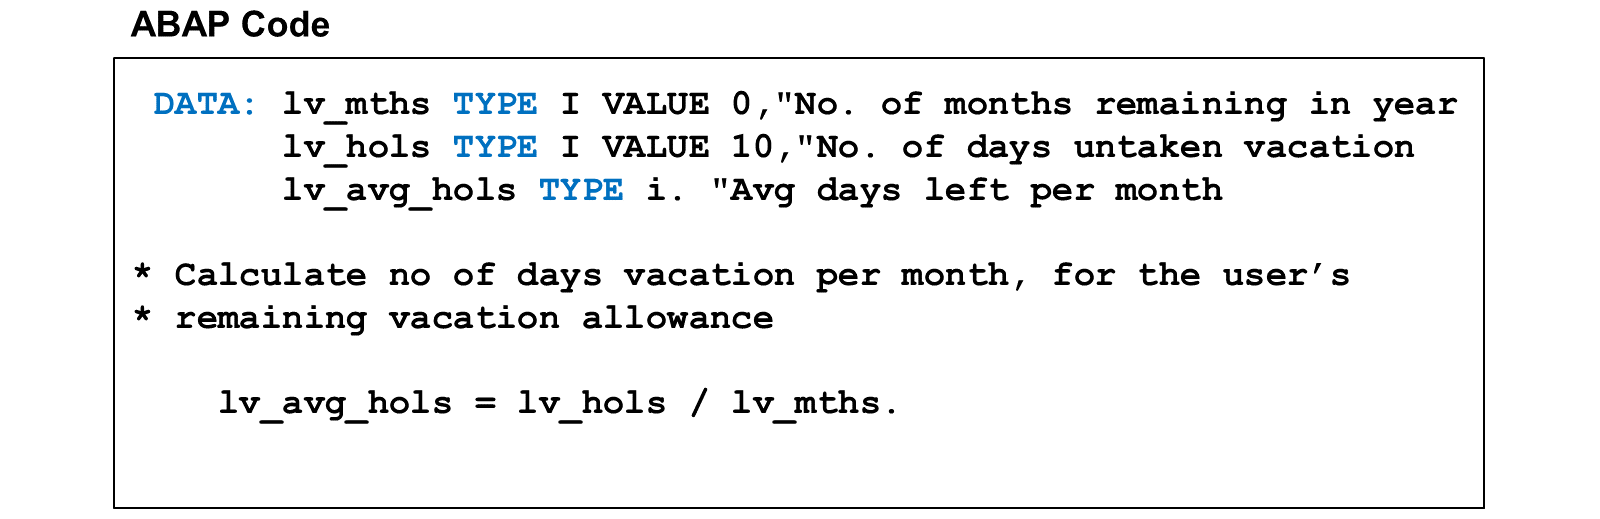 ABAP Code
DATA: lv_mths TYPE I VALUE 0,"No. of months remaining in year
lv_hols TYPE I VALUE 10,"No. of days untaken vacation
lv_avg_hols TYPE i. "Avg days left per month
* Calculate no of days vacation per month, for the user’s
* remaining vacation allowance
lv_avg_hols = lv_hols / lv_mths.